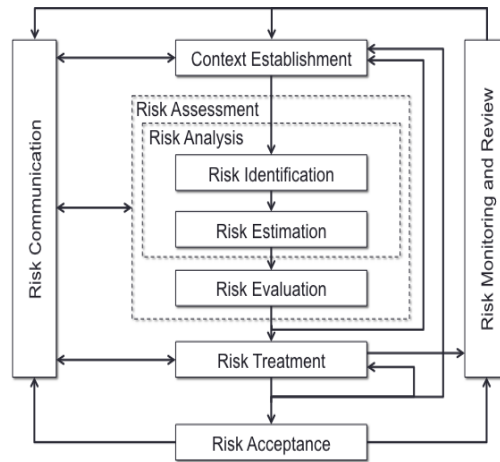 Context Establishment
Risk Assessment
Risk Analysis
Risk Identification
Risk Estimation
Risk Evaluation
Risk Treatment
Risk Acceptance
Risk Communication
Risk Monitoring and Review